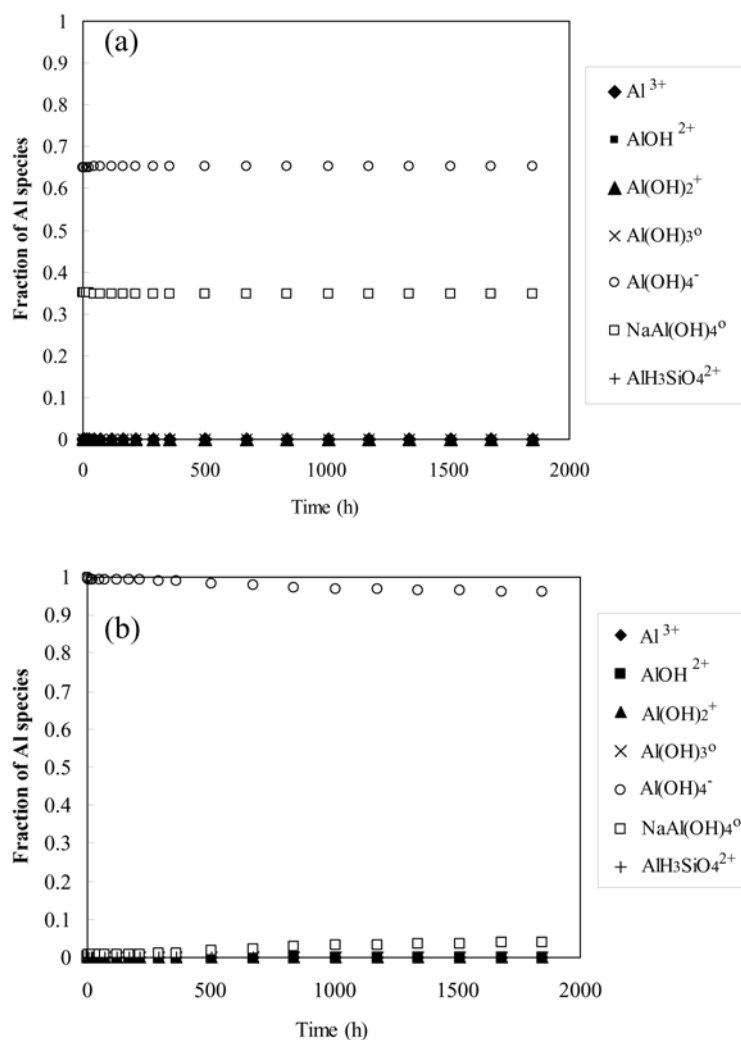 (a)
1
0.9
0.8
0.7
0.6
0.5
0.4
0.3
0.2
0.1
0
Fraction of Al species
0 500 1000 1500 2000
Time (h)
Al 3+
AlOH 2+
Al(OH)2+
Al(OH)3o
Al(OH)4-
NaAl(OH)4o
AlH3SiO42+
(b)
1
0.9
0.8
0.7
0.6
0.5
0.4
0.3
0.2
0.1
0
Fraction of Al species
0 500 1000 1500 2000
Time (h)
Al 3+
AlOH 2+
Al(OH)2+
Al(OH)3o
Al(OH)4-
NaAl(OH)4o
AlH3SiO42+